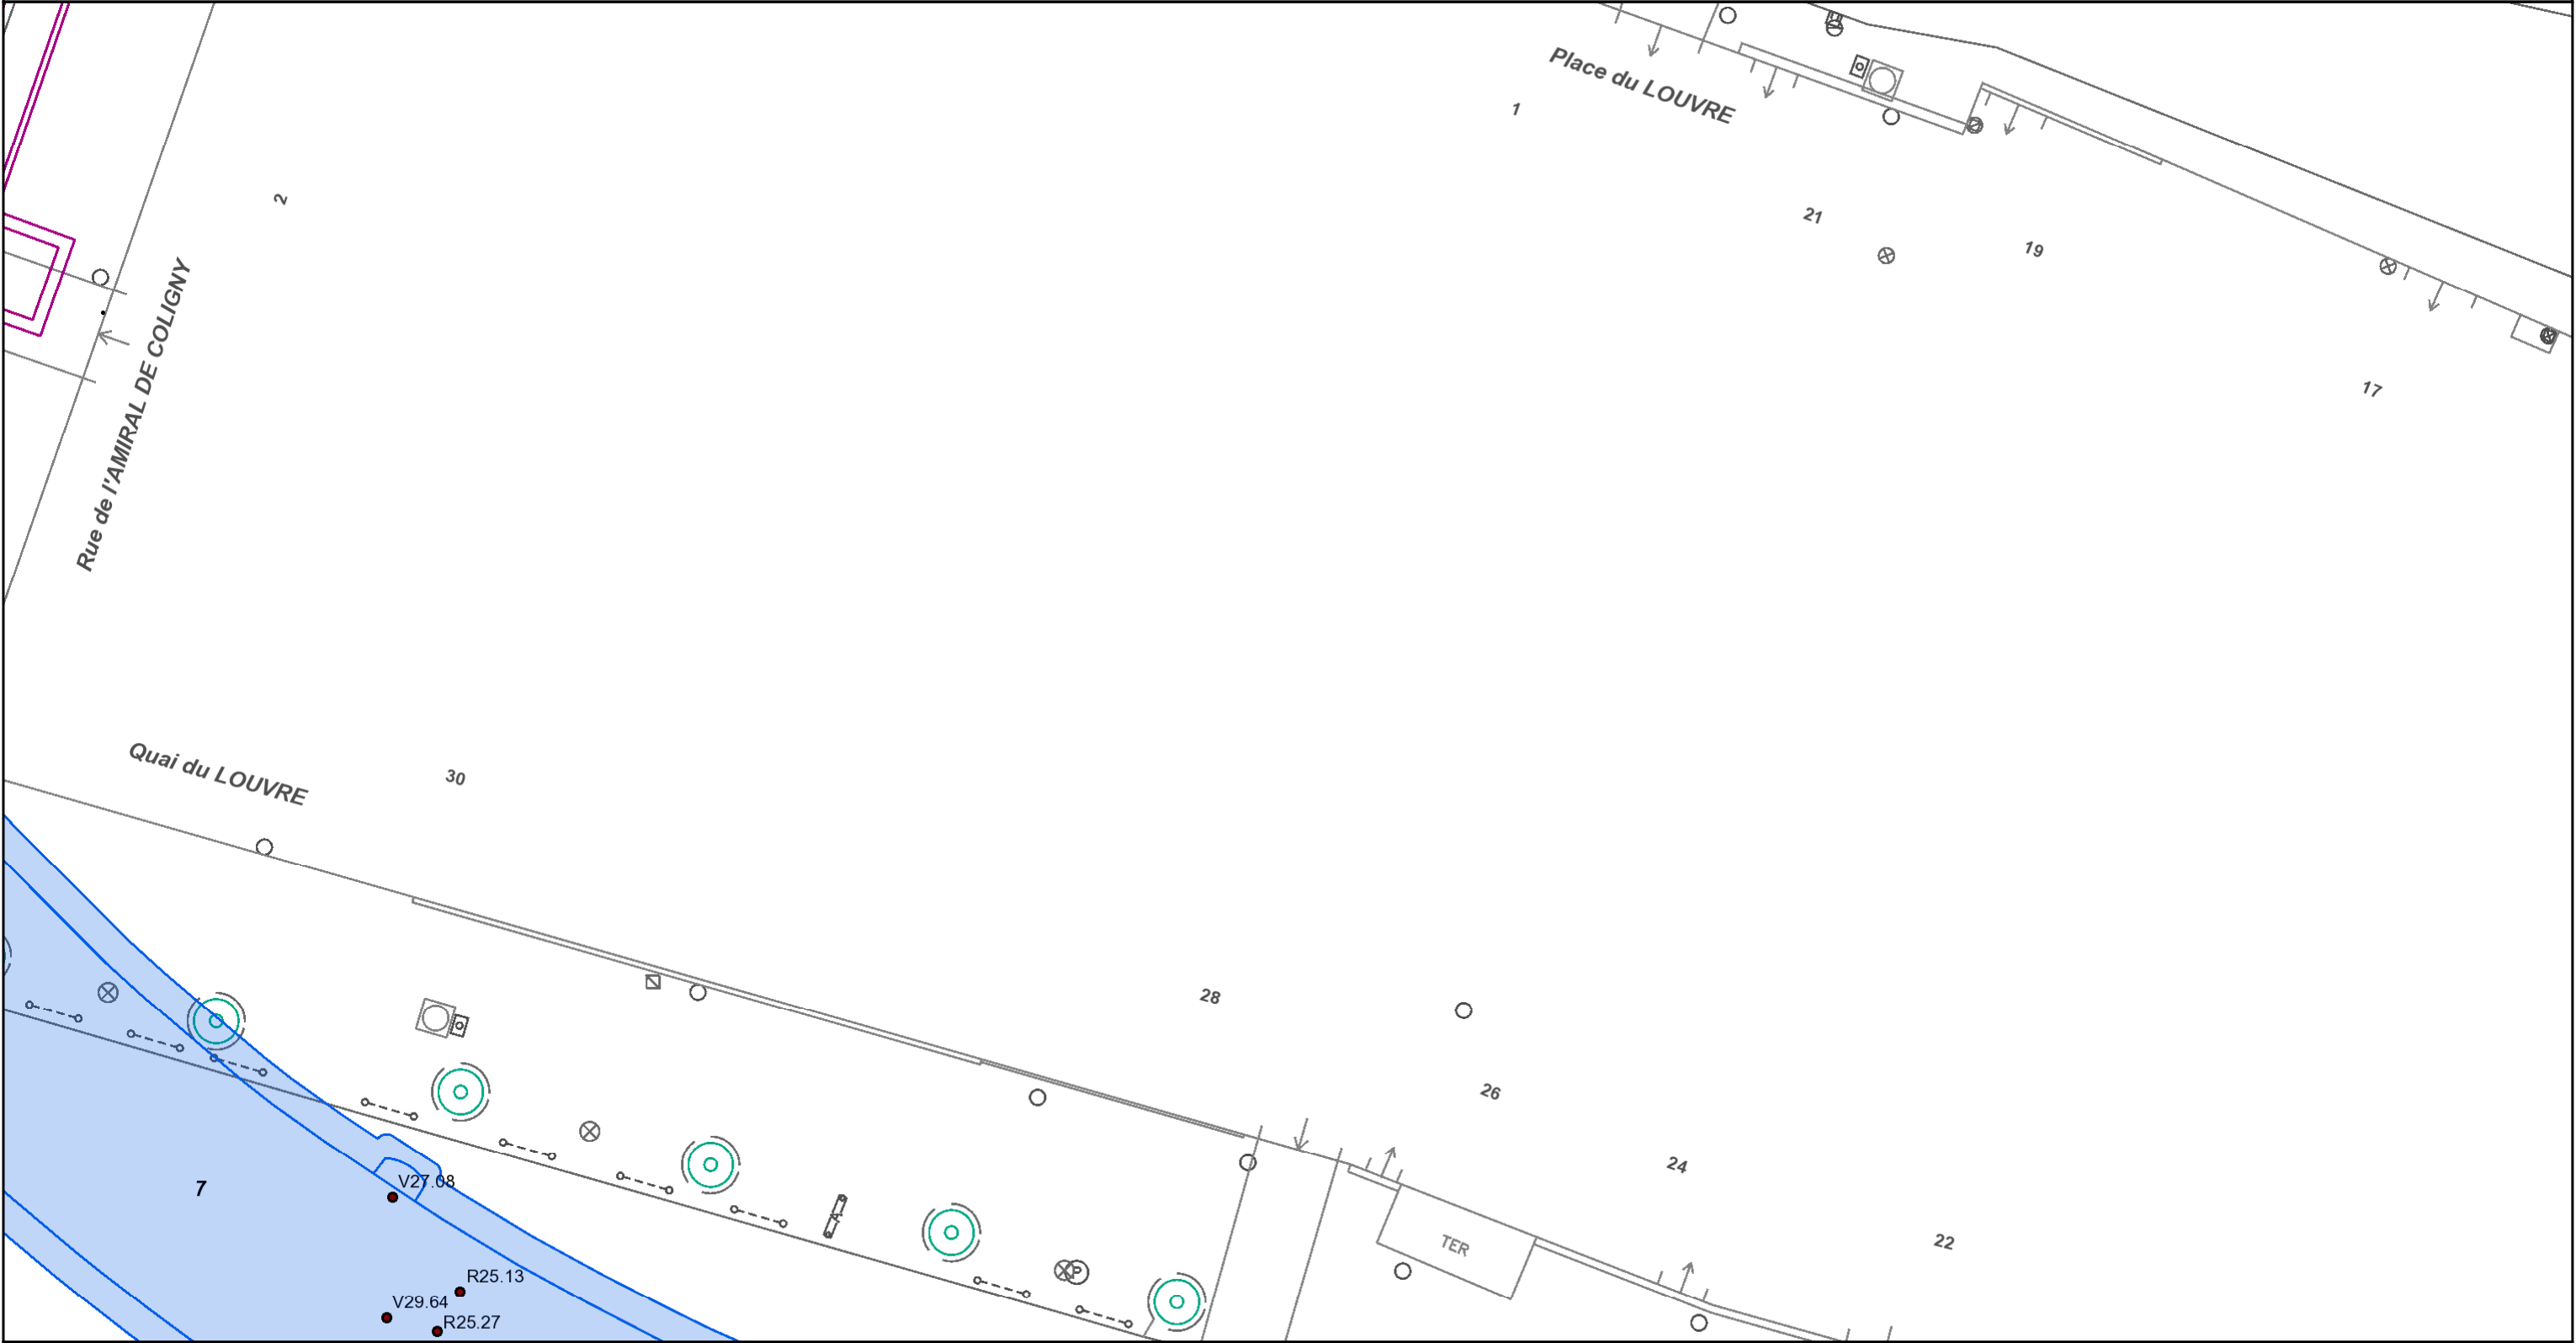 Place du LOUVRE
1
2
21
19
Rue de l'AMIRAL DE COLIGNY
17
Quai du LOUVRE
30
28
26
24
7
V27.08
22
TER
R25.13
V29.64
R25.27
A
P